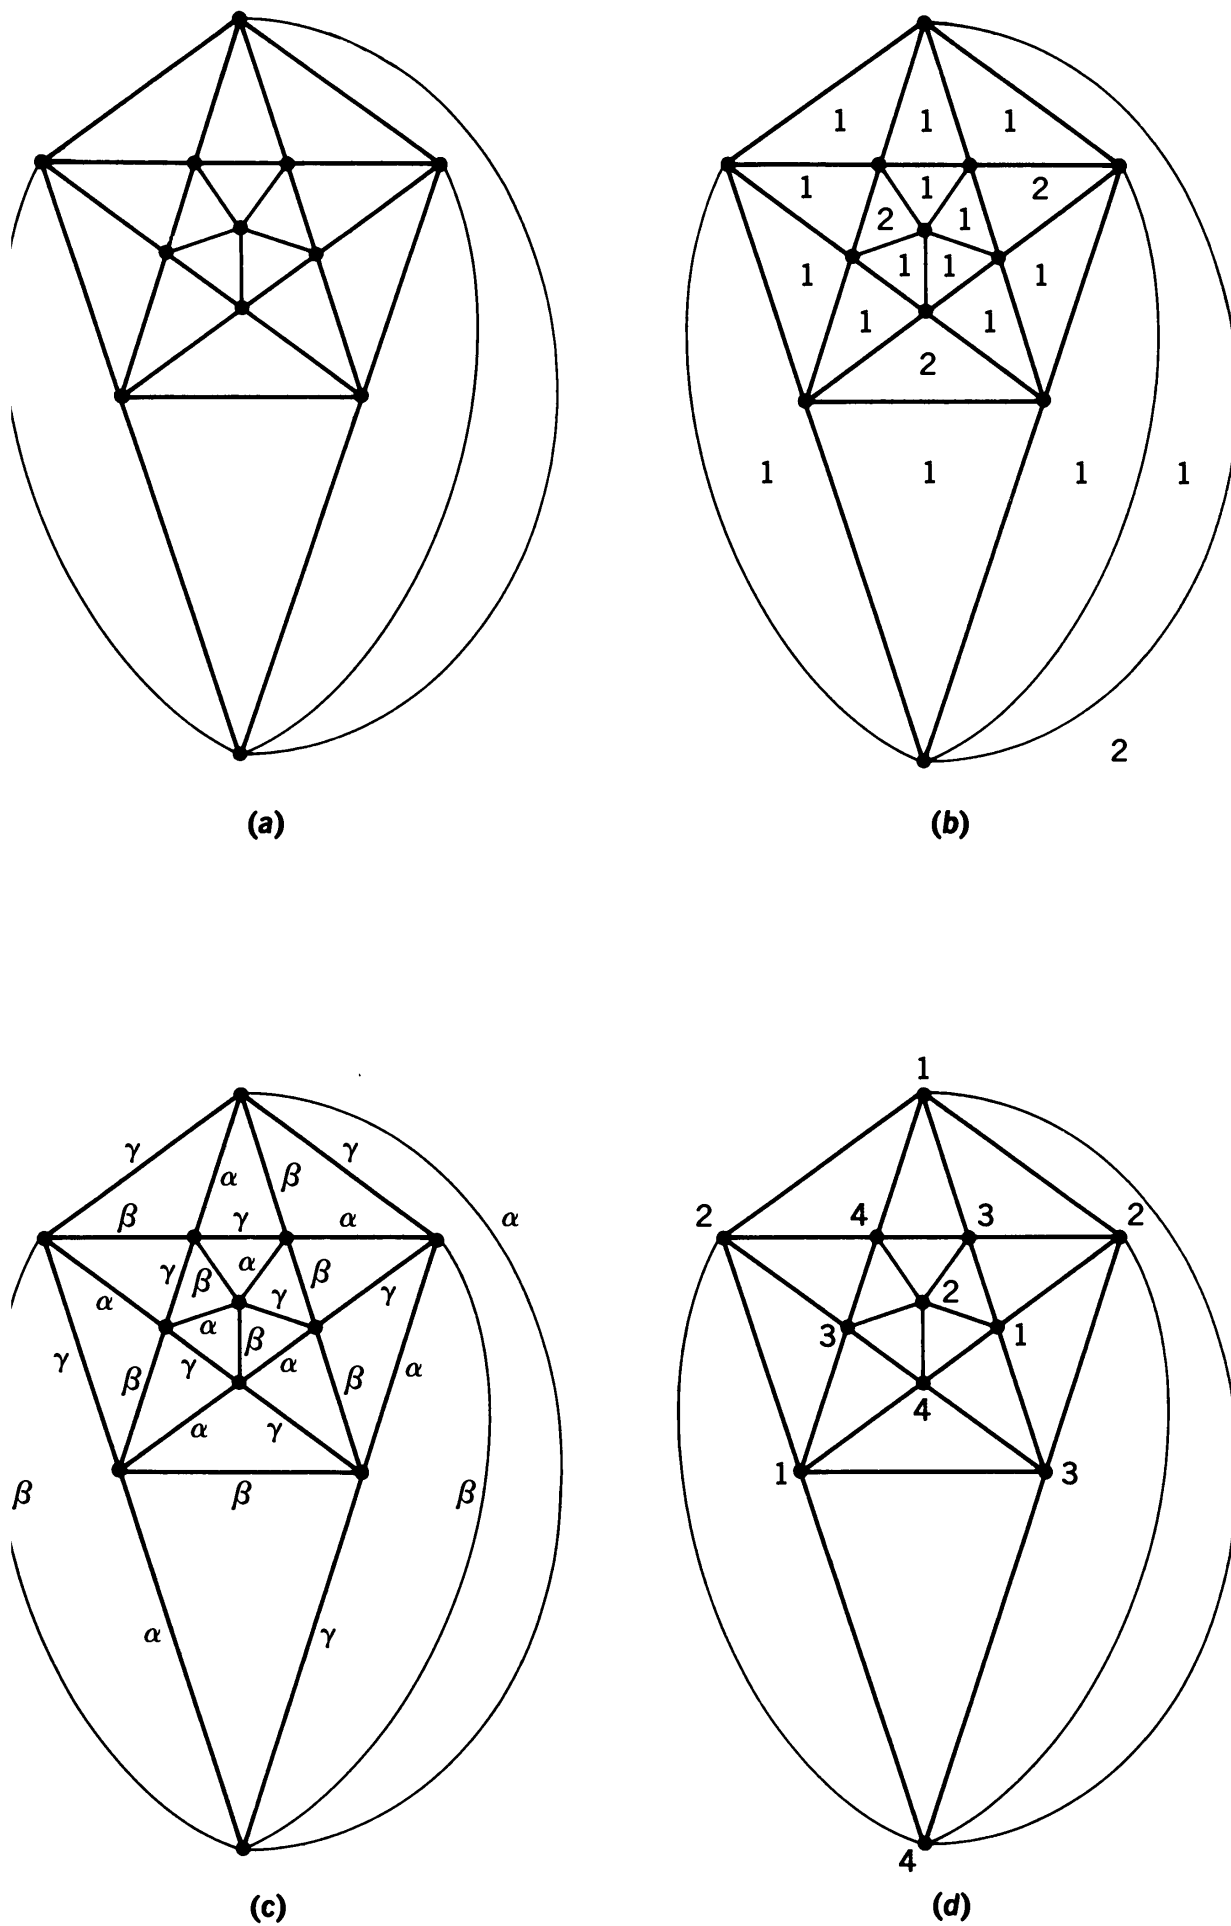 1 1 1
1 1 2
2 1
1 1 1 1
1 1
2
1 1 1 1
2
(a) (b)
1
γ γ
α β
α
2 4 3 2
β γ α
γ β α β
α α γ γ
2
3 1
γ β γ β α β α
4
α γ
1 3
β β β
α γ
4
(c) (d)